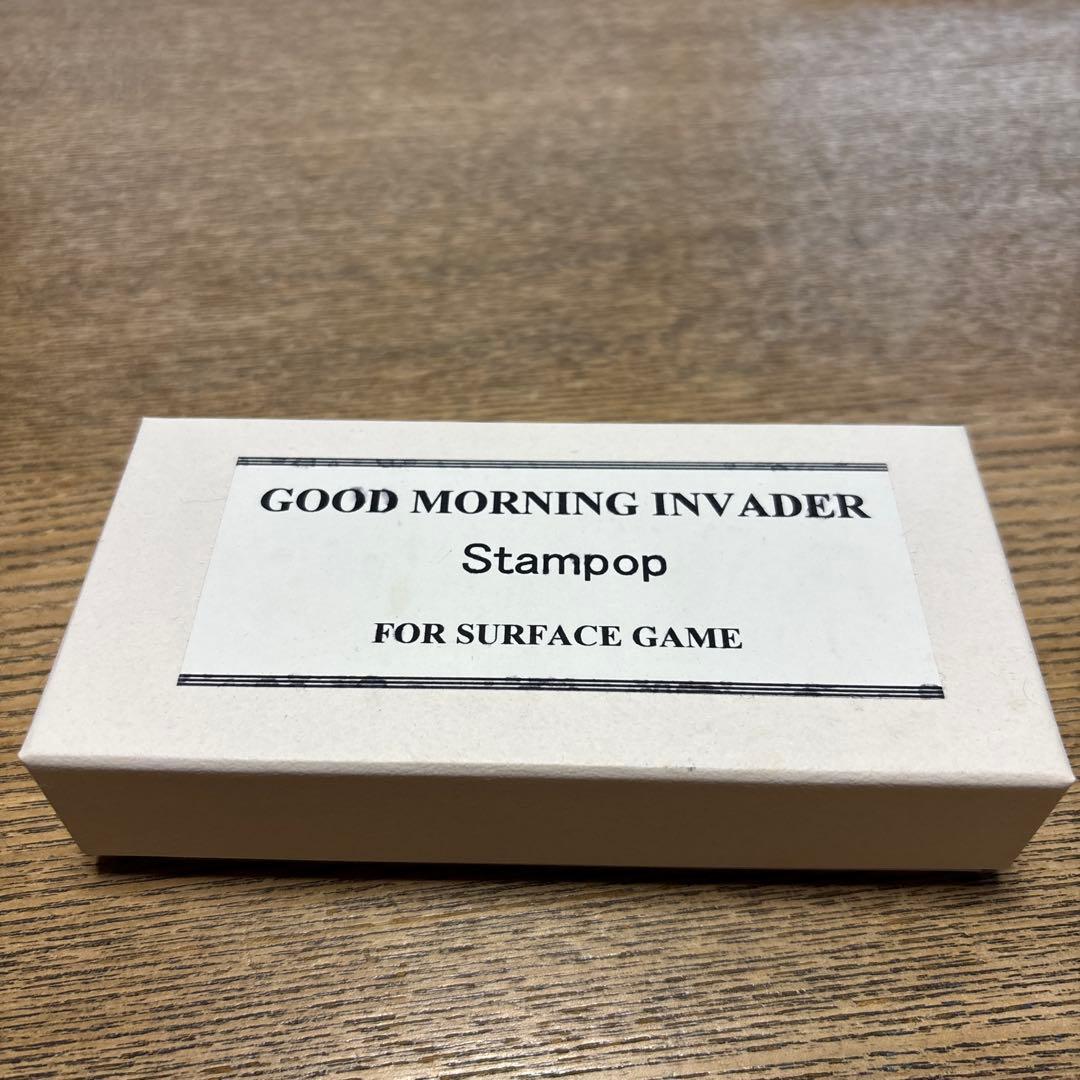 GOOD MORNING INVADER
Stampop
FOR SURFACE GAME